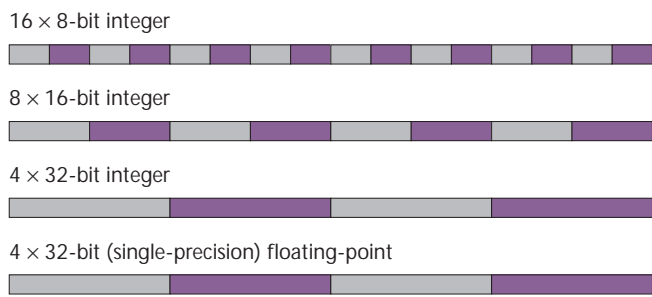 16 × 8-bit integer
8 × 16-bit integer
4 × 32-bit integer
4 × 32-bit (single-precision) floating-point